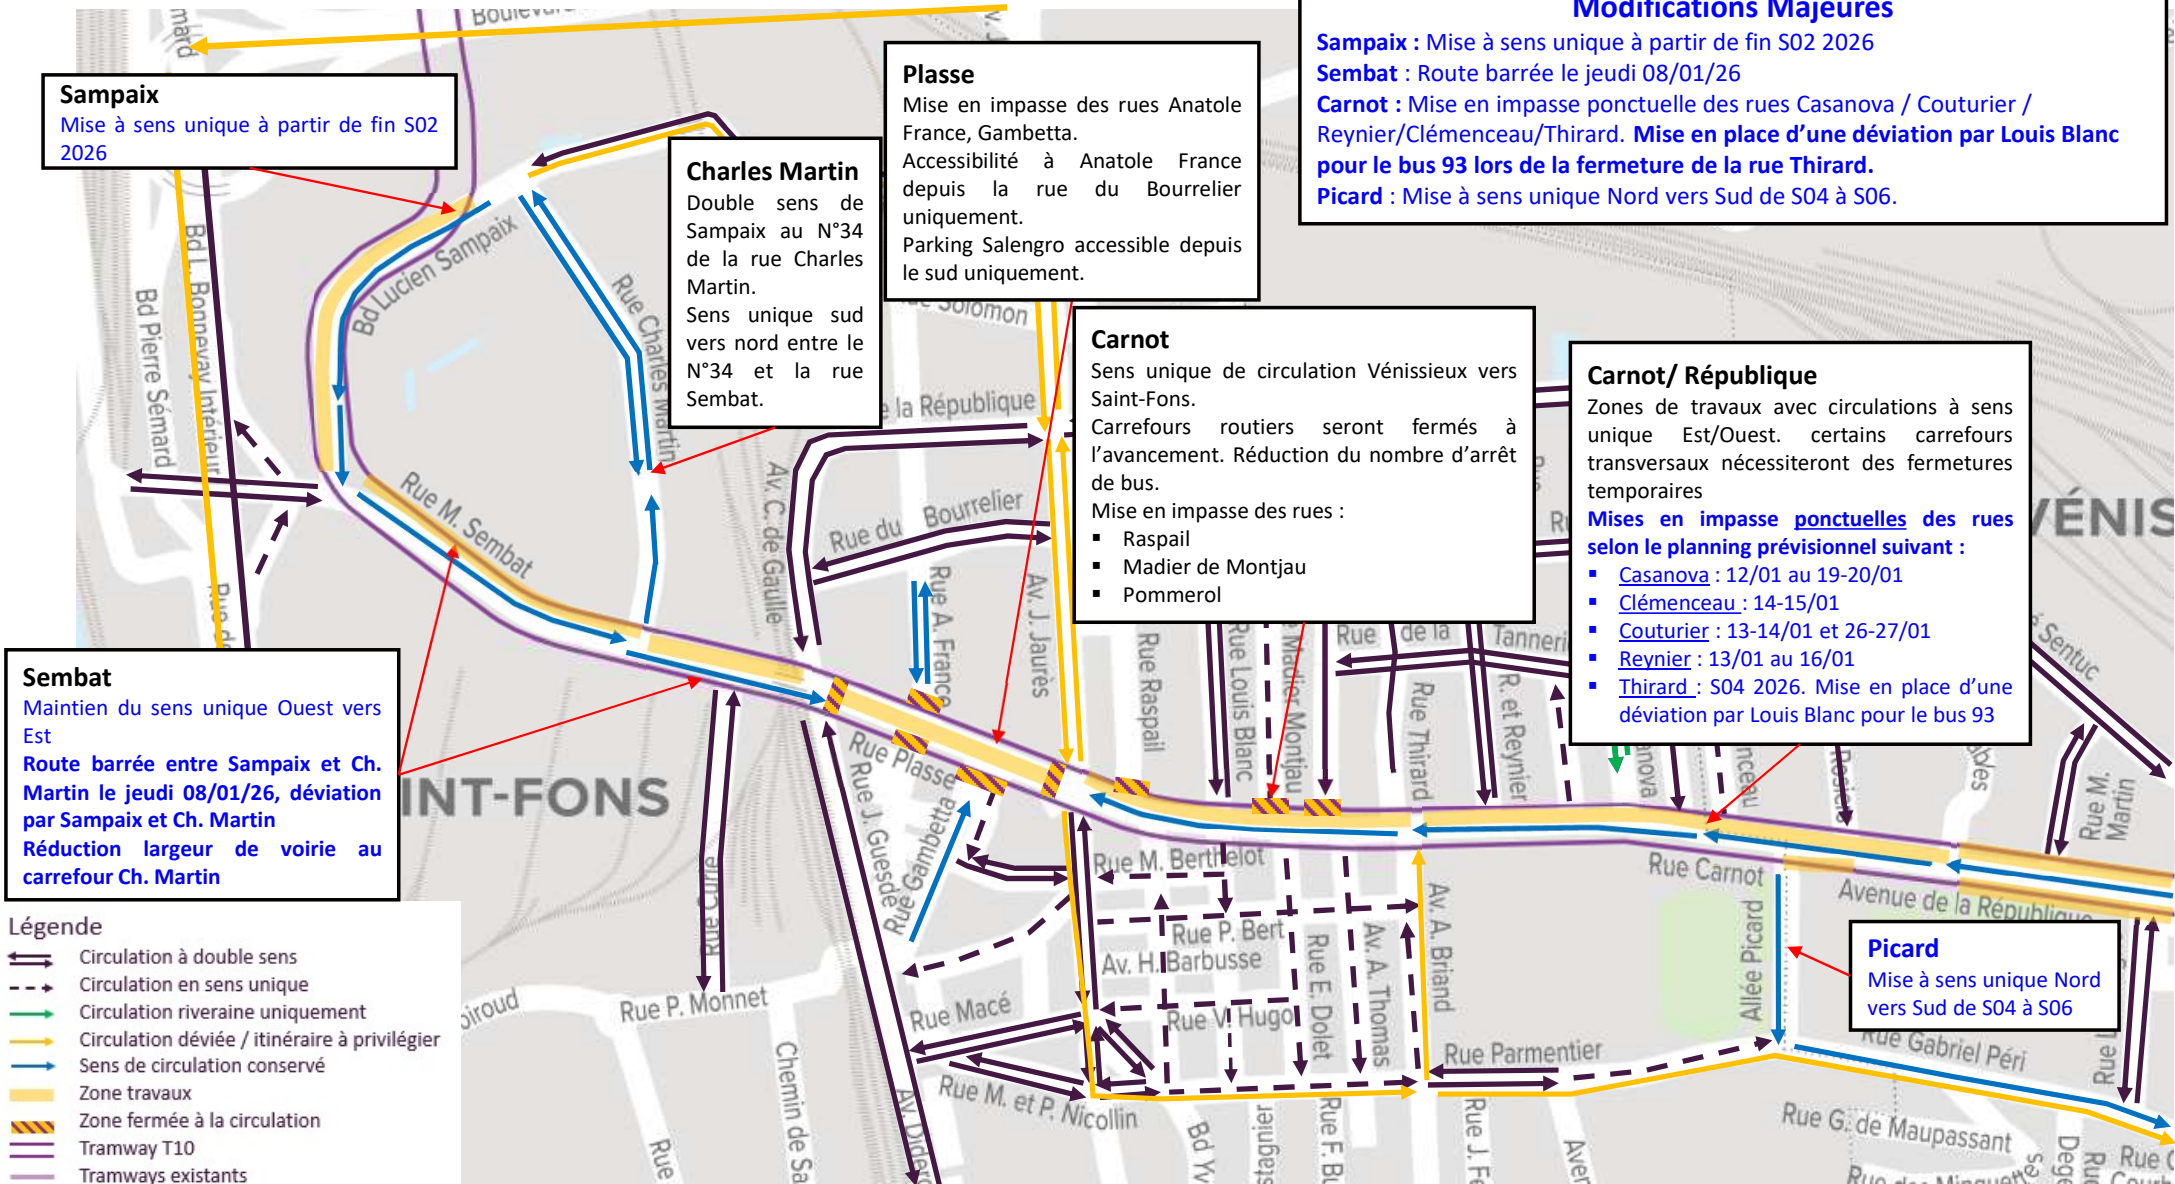 Modifications Majeures
Sampaix : Mise à sens unique à partir de fin S02 2026
Sembat : Route barrée le jeudi 08/01/26
Carnot : Mise en impasse ponctuelle des rues Casanova / Couturier /
Reynier/Clémenceau/Thirard. Mise en place d'une déviation par Louis Blanc
pour le bus 93 lors de la fermeture de la rue Thirard.
Picard : Mise à sens unique Nord vers Sud de S04 à S06.
Sampaix
Mise à sens unique à partir de fin S02
2026
Plasse
Mise en impasse des rues Anatole
France, Gambetta.
Accessibilité à Anatole France
depuis la rue du Bourrelier
uniquement.
Parking Salengro accessible depuis
le sud uniquement.
Charles Martin
Double sens de
Sampaix au N°34
de la rue Charles
Martin.
Sens unique sud
vers nord entre le
N°34 et la rue
Sembat.
Carnot
Sens unique de circulation Vénissieux vers
Saint-Fons.
Carrefours routiers seront fermés à
l'avancement. Réduction du nombre d'arrêt
de bus.
Mise en impasse des rues :
▪ Raspail
▪ Madier de Montjau
▪ Pommerol
Carnot/ République
Zones de travaux avec circulations à sens
unique Est/Ouest. certains carrefours
transversaux nécessiteront des fermetures
temporaires
Mises en impasse ponctuelles des rues
selon le planning prévisionnel suivant :
▪ Casanova : 12/01 au 19-20/01
▪ Clémenceau : 14-15/01
▪ Couturier : 13-14/01 et 26-27/01
▪ Reynier : 13/01 au 16/01
▪ Thirard : S04 2026. Mise en place d'une
déviation par Louis Blanc pour le bus 93
Sembat
Maintien du sens unique Ouest vers
Est
Route barrée entre Sampaix et Ch.
Martin le jeudi 08/01/26, déviation
par Sampaix et Ch. Martin
Réduction largeur de voirie au
carrefour Ch. Martin
Picard
Mise à sens unique Nord
vers Sud de S04 à S06
Légende
Circulation à double sens
Circulation en sens unique
Circulation riveraine uniquement
Circulation déviée / itinéraire à privilégier
Sens de circulation conservé
Zone travaux
Zone fermée à la circulation
Tramway T10
Tramways existants
Bd Lucien Sampaix
Bd L. Bonnevay Intérieur
Bd Pierre Sémard
Rue Charles Martin
Rue M. Sembat
Solomon
la République
Av. C. de Gaulle
Rue du Bourrelier
Rue A. France
Av. J. Jaurès
Rue Raspail
Rue Louis Blanc
Madier Montjau
Rue de la Tanneri
Rue Thirard
R. et Reynier
anova
nceau
Sentuc
Rue M. Martin
VÉNIS
INT-FONS
Rue Plasse
Rue J. Guesde
Rue Gambetta
Rue M. Berthelot
Rue P. Bert
Av. H. Barbusse
Rue V. Hugo
Rue E. Dolet
Av. A. Thomas
Av. A. Briand
Rue Carnot
Avenue de la République
Allée Picard
Rue Gabriel Péri
Rue Parmentier
Rue Macé
Rue M. et P. Nicollin
Rue P. Monnet
Rue Curie
Chemin de Sa
Av. Didero
Bd Yv
Rue F. Bu
Rue J. Fe
Aven
Rue G. de Maupassant
Rue